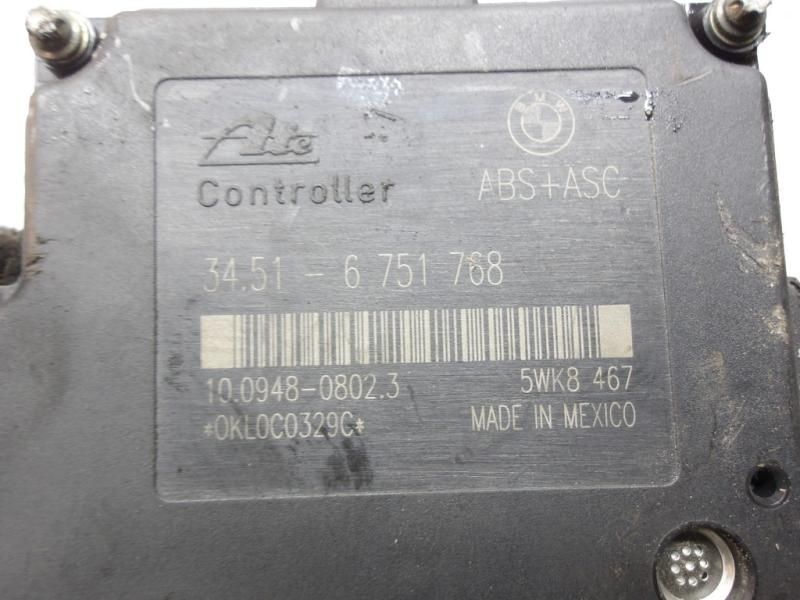 Ate
BMW
Controller
ABS+ASC
34.51 - 6 751 768
10.0948-0802.3
5WK8 467
*0KL0C0329C*
MADE IN MEXICO